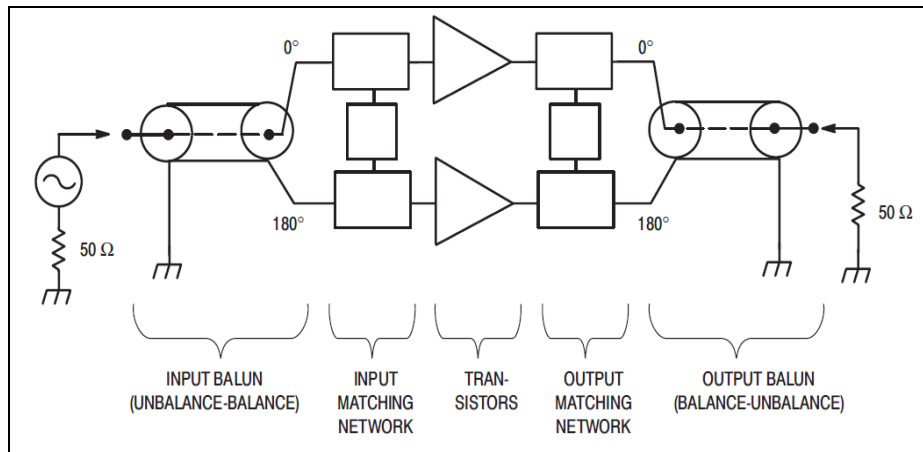 0°
0°
50 Ω
180°
180°
50 Ω
INPUT BALUN
(UNBALANCE-BALANCE)
INPUT
MATCHING
NETWORK
TRAN-
SISTORS
OUTPUT
MATCHING
NETWORK
OUTPUT BALUN
(BALANCE-UNBALANCE)